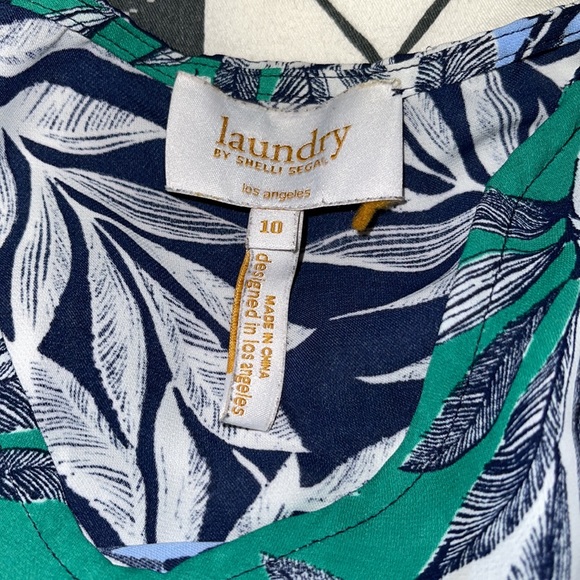 laundry
BY SHELLI SEGAL
los angeles
10
MADE IN CHINA
designed in los angeles